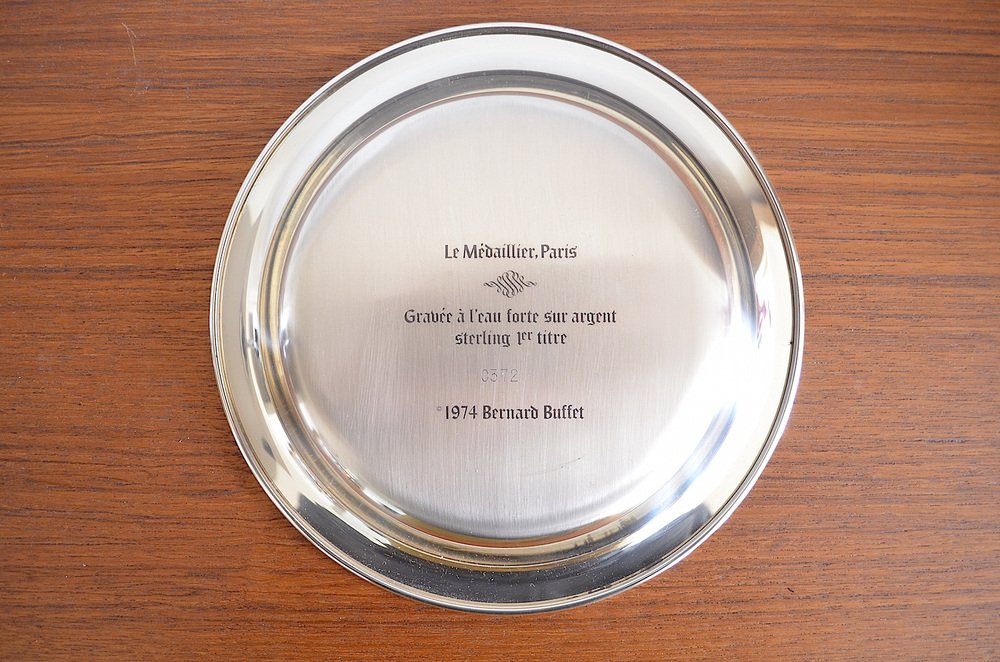 Le Médaillier, Paris
Gravée à l'eau forte sur argent
sterling 1er titre
0372
©1974 Bernard Buffet